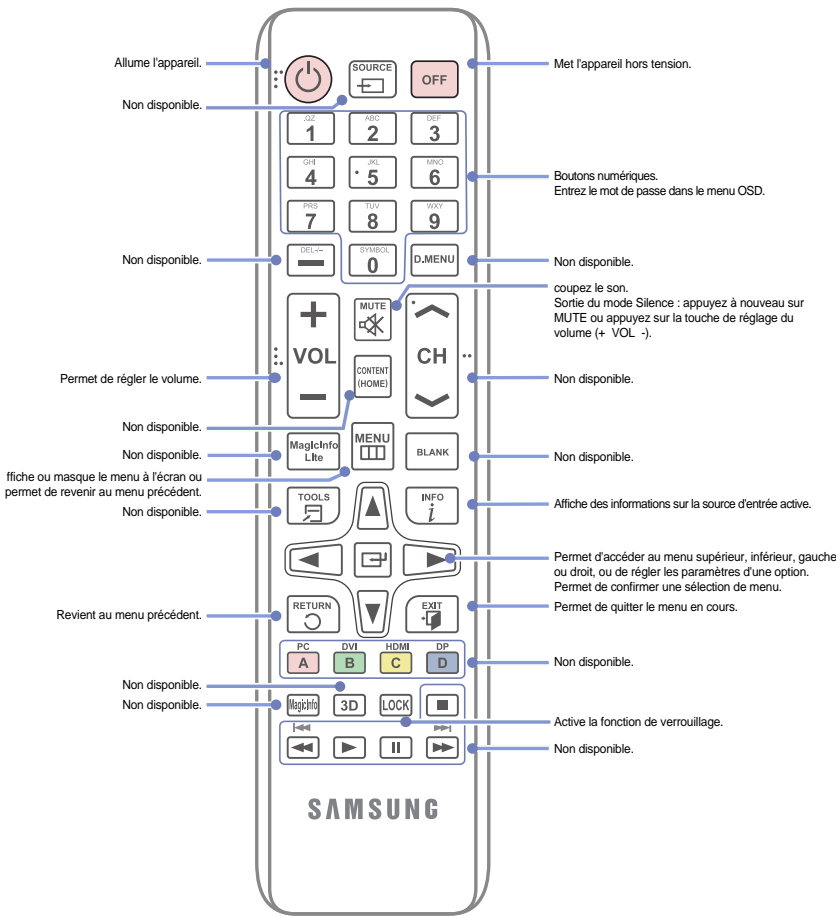 Allume l'appareil.
SOURCE
OFF
Met l'appareil hors tension.
Non disponible.
.QZ
1
ABC
2
DEF
3
GHI
4
JKL
5
MNO
6
Boutons numériques.
Entrez le mot de passe dans le menu OSD.
PRS
7
TUV
8
WXY
9
Non disponible.
DEL-/--
SYMBOL
0
D.MENU
Non disponible.
coupez le son.
Sortie du mode Silence : appuyez à nouveau sur
MUTE ou appuyez sur la touche de réglage du
volume (+ VOL -).
MUTE
VOL
CH
Permet de régler le volume.
CONTENT
(HOME)
Non disponible.
Non disponible.
Non disponible.
MagicInfo
Lite
MENU
BLANK
Non disponible.
ffiche ou masque le menu à l'écran ou
permet de revenir au menu précédent.
Non disponible.
TOOLS
INFO
i
Affiche des informations sur la source d'entrée active.
Permet d'accéder au menu supérieur, inférieur, gauche
ou droit, ou de régler les paramètres d'une option.
Permet de confirmer une sélection de menu.
Revient au menu précédent.
RETURN
EXIT
Permet de quitter le menu en cours.
PC
A
DVI
B
HDMI
C
DP
D
Non disponible.
Non disponible.
Non disponible.
MagicInfo
3D
LOCK
Active la fonction de verrouillage.
Non disponible.
SAMSUNG